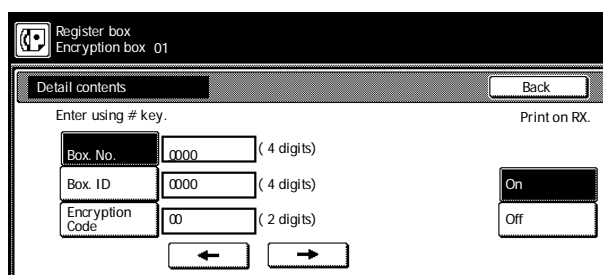 Register box
Encryption box 01
Detail contents
Back
Enter using # key.
Print on RX.
Box. No.
0000
( 4 digits)
Box. ID
0000
( 4 digits)
On
Encryption
Code
00
( 2 digits)
Off